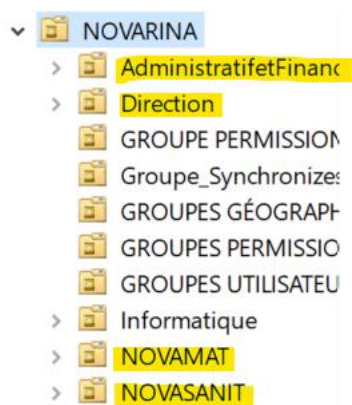 NOVARINA
AdministratifetFinanc
Direction
GROUPE PERMISSION
Groupe_Synchronizes
GROUPES GÉOGRAPH
GROUPES PERMISSIO
GROUPES UTILISATEU
Informatique
NOVAMAT
NOVASANIT